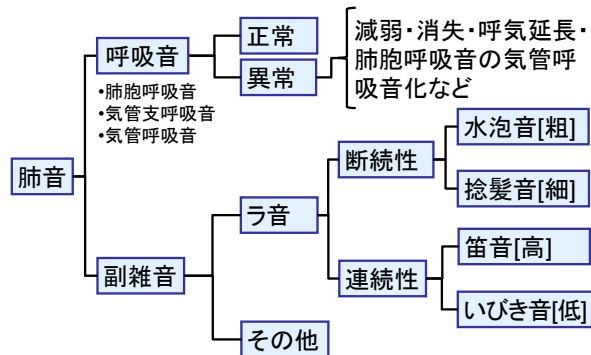 肺音
呼吸音
•肺胞呼吸音
•気管支呼吸音
•気管呼吸音
正常
異常
減弱・消失・呼気延長・
肺胞呼吸音の気管呼
吸音化など
副雑音
ラ音
断続性
水泡音[粗]
捻髪音[細]
連続性
笛音[高]
いびき音[低]
その他